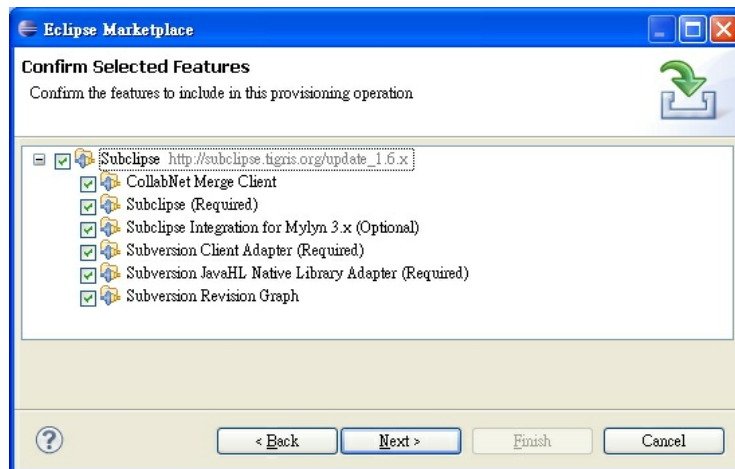 Eclipse Marketplace
Confirm Selected Features
Confirm the features to include in this provisioning operation
Subclipse http://subclipse.tigris.org/update_1.6.x
CollabNet Merge Client
Subclipse (Required)
Subclipse Integration for Mylyn 3.x (Optional)
Subversion Client Adapter (Required)
Subversion JavaHL Native Library Adapter (Required)
Subversion Revision Graph
? < Back Next > Finish Cancel